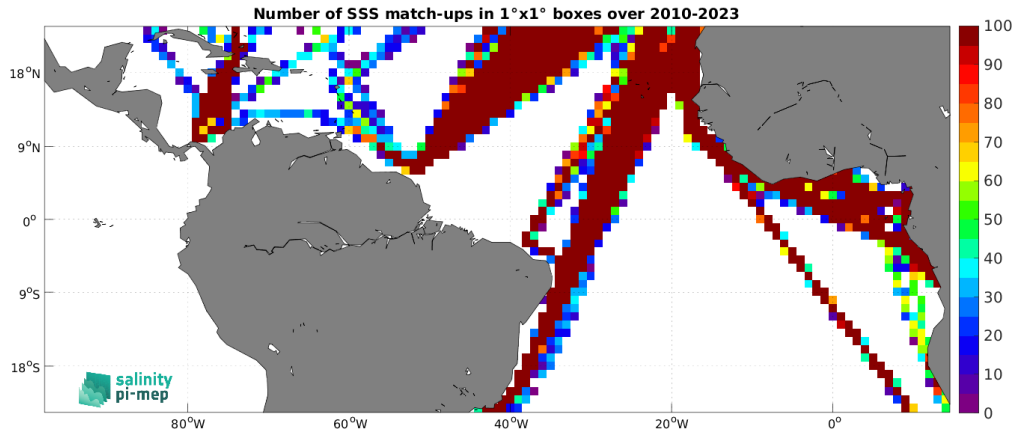 Number of SSS match-ups in 1°x1° boxes over 2010-2023
18°N
9°N
0°
9°S
18°S
80°W
60°W
40°W
20°W
0°
100
90
80
70
60
50
40
30
20
10
0
salinity
pi-mep